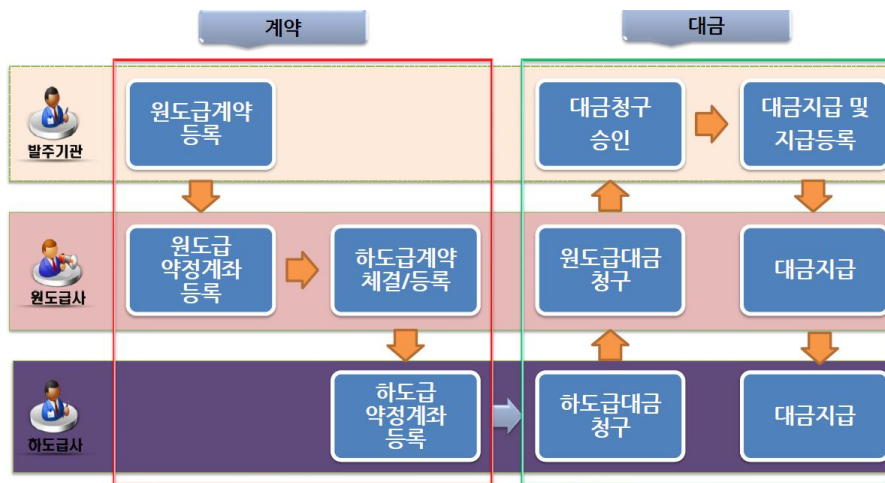 계약
대금
발주기관
원도급계약
등록
대금청구
승인
대금지급 및
지급등록
원도급사
원도급
약정계좌
등록
하도급계약
체결/등록
원도급대금
청구
대금지급
하도급사
하도급
약정계좌
등록
하도급대금
청구
대금지급